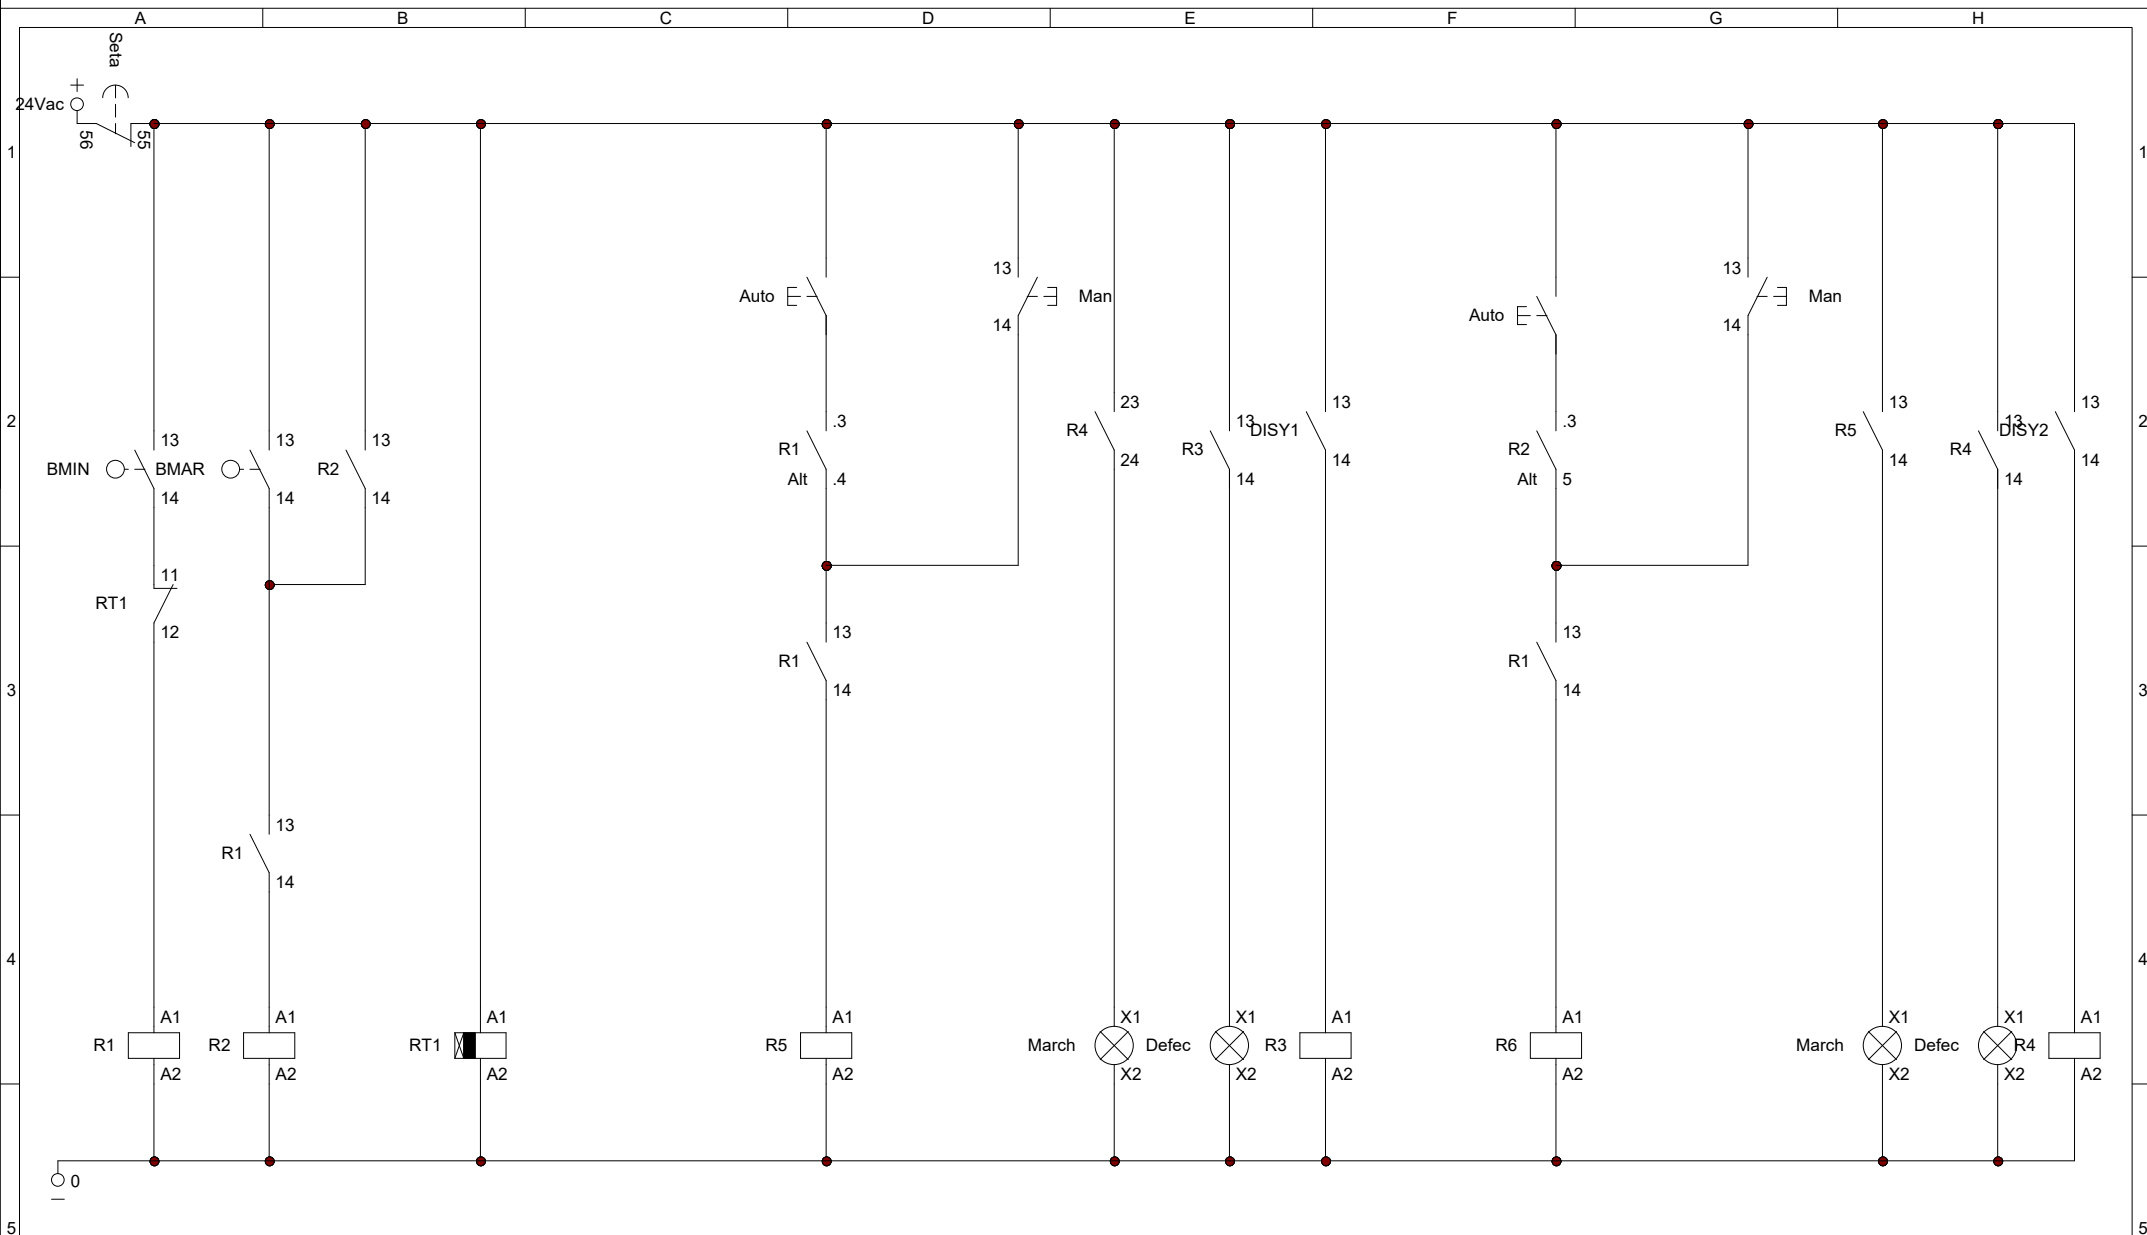 A B C D E F G H
Seta
24Vac
56 55
1 1
13 13
Auto Man Auto Man
14 14
.3 23 13 .3 13 13
2 2
13 13 13 R1 R4 13 DISY1 R2 R5 13 DISY2 R4
BMIN BMAR R2 R3
14 14 14 Alt .4 24 14 14 Alt 5 14 14 14
11
RT1
12 13 13
R1 R1
3 14 14 3
13
R1
14
4 4
A1 A1 A1 A1 X1 X1 A1 A1 X1 X1 A1
R1 R2 RT1 R5 March Defec R3 R6 March Defec R4
A2 A2 A2 A2 X2 X2 A2 A2 X2 X2 A2
0
5 5